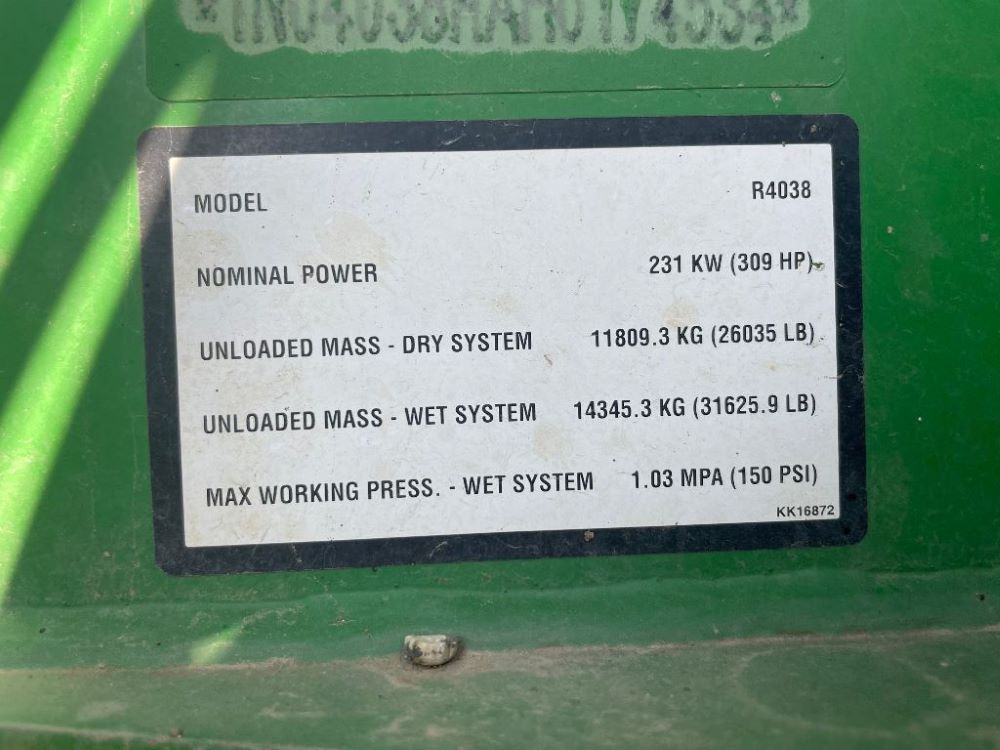 MODEL R4038
NOMINAL POWER 231 KW (309 HP)
UNLOADED MASS - DRY SYSTEM 11809.3 KG (26035 LB)
UNLOADED MASS - WET SYSTEM 14345.3 KG (31625.9 LB)
MAX WORKING PRESS. - WET SYSTEM 1.03 MPA (150 PSI)
KK16872